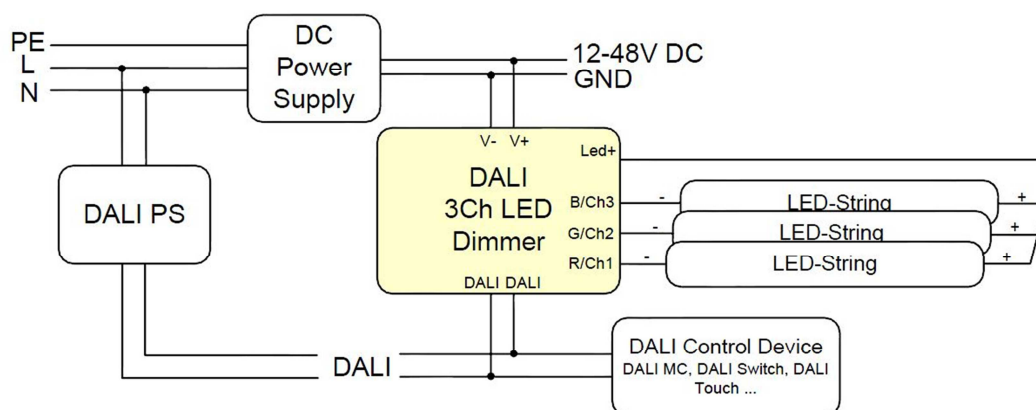 PE
L
N
DC
Power
Supply
12-48V DC
GND
V- V+
Led+
DALI
3Ch LED
Dimmer
B/Ch3
G/Ch2
R/Ch1
DALI DALI
- LED-String +
- LED-String +
- LED-String +
DALI PS
DALI
DALI Control Device
DALI MC, DALI Switch, DALI
Touch ...